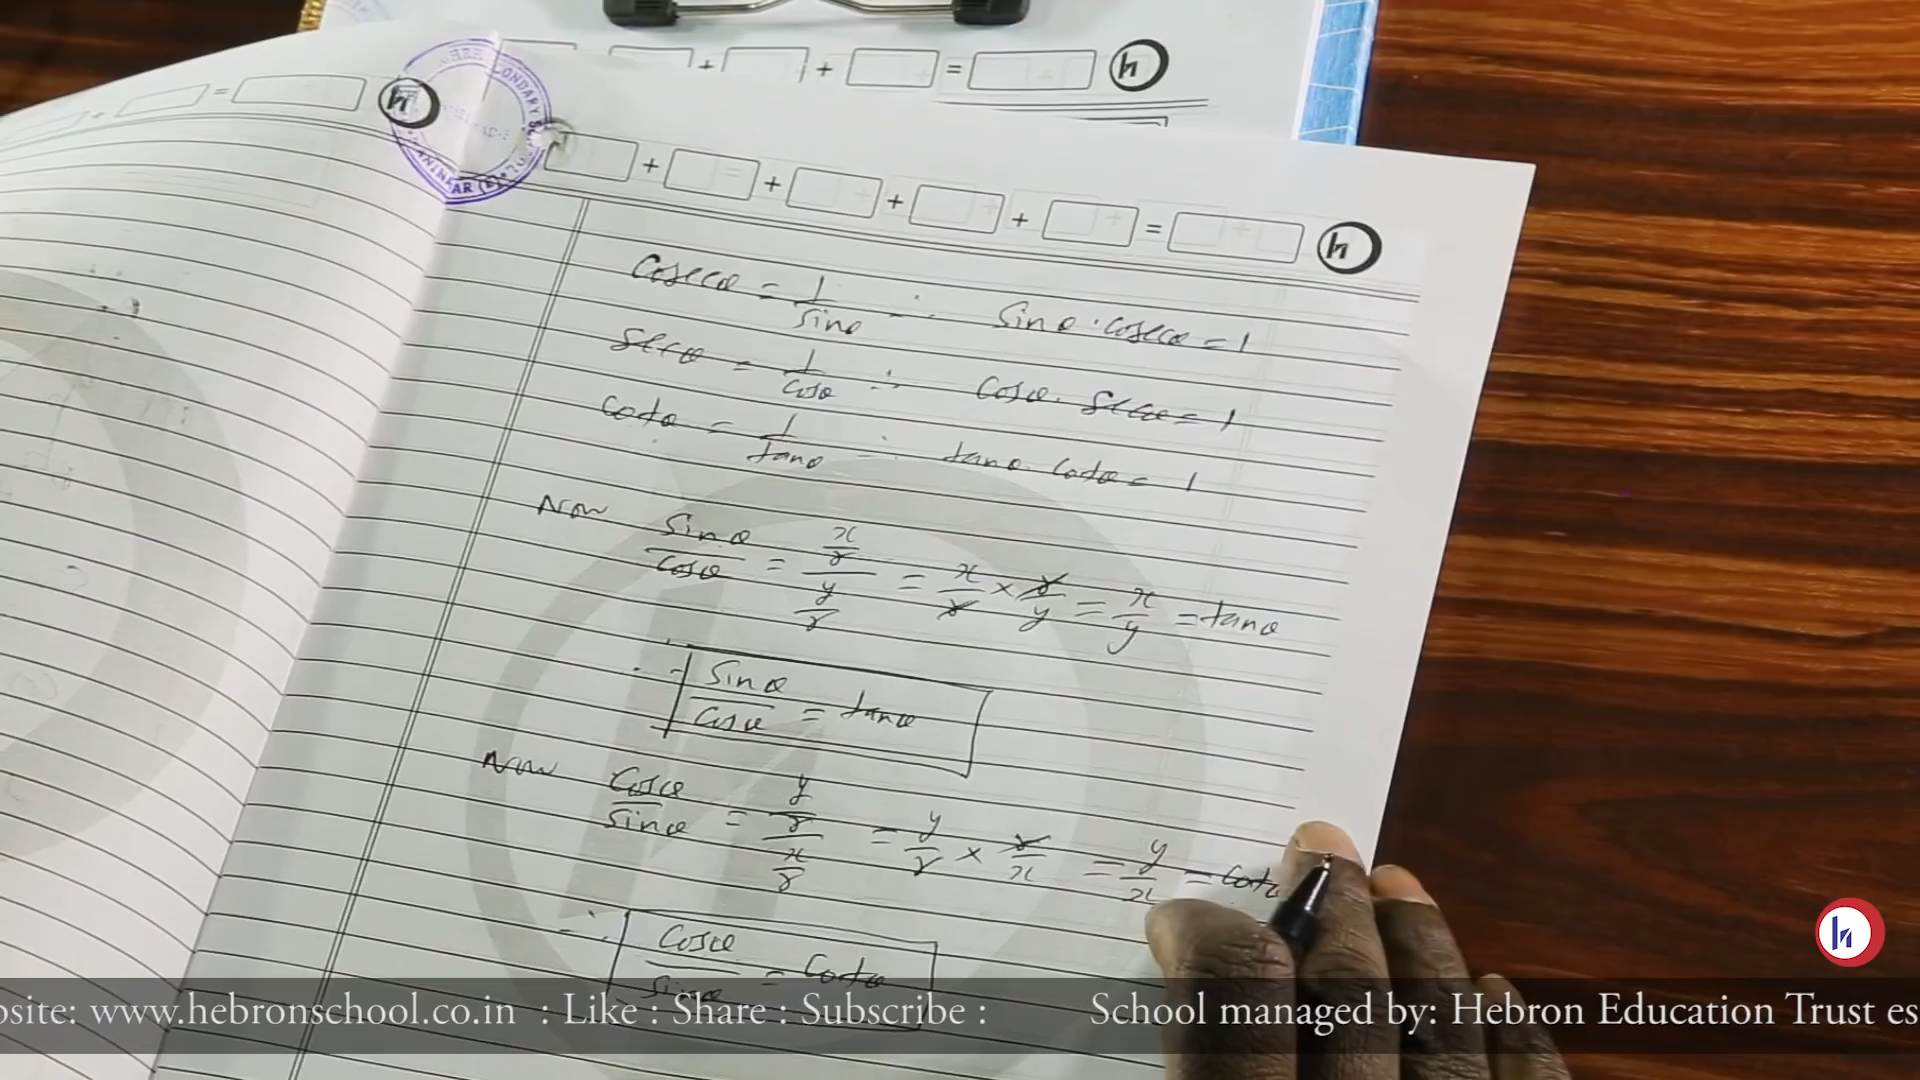 + + + =
=
+ + + + =
cosecθ = 1/sinθ ∴ sinθ · cosecθ = 1
secθ = 1/cosθ ∴ cosθ · secθ = 1
cotθ = 1/tanθ ∴ tanθ · cotθ = 1
Now sinθ/cosθ = (x/r)/(y/r) = x/r × r/y = x/y = tanθ
∴ sinθ/cosθ = tanθ
Now cosθ/sinθ = (y/r)/(x/r) = y/r × r/x = y/x = cotθ
∴ cosθ/sinθ = cotθ
bsite: www.hebronschool.co.in : Like : Share : Subscribe : School managed by: Hebron Education Trust es